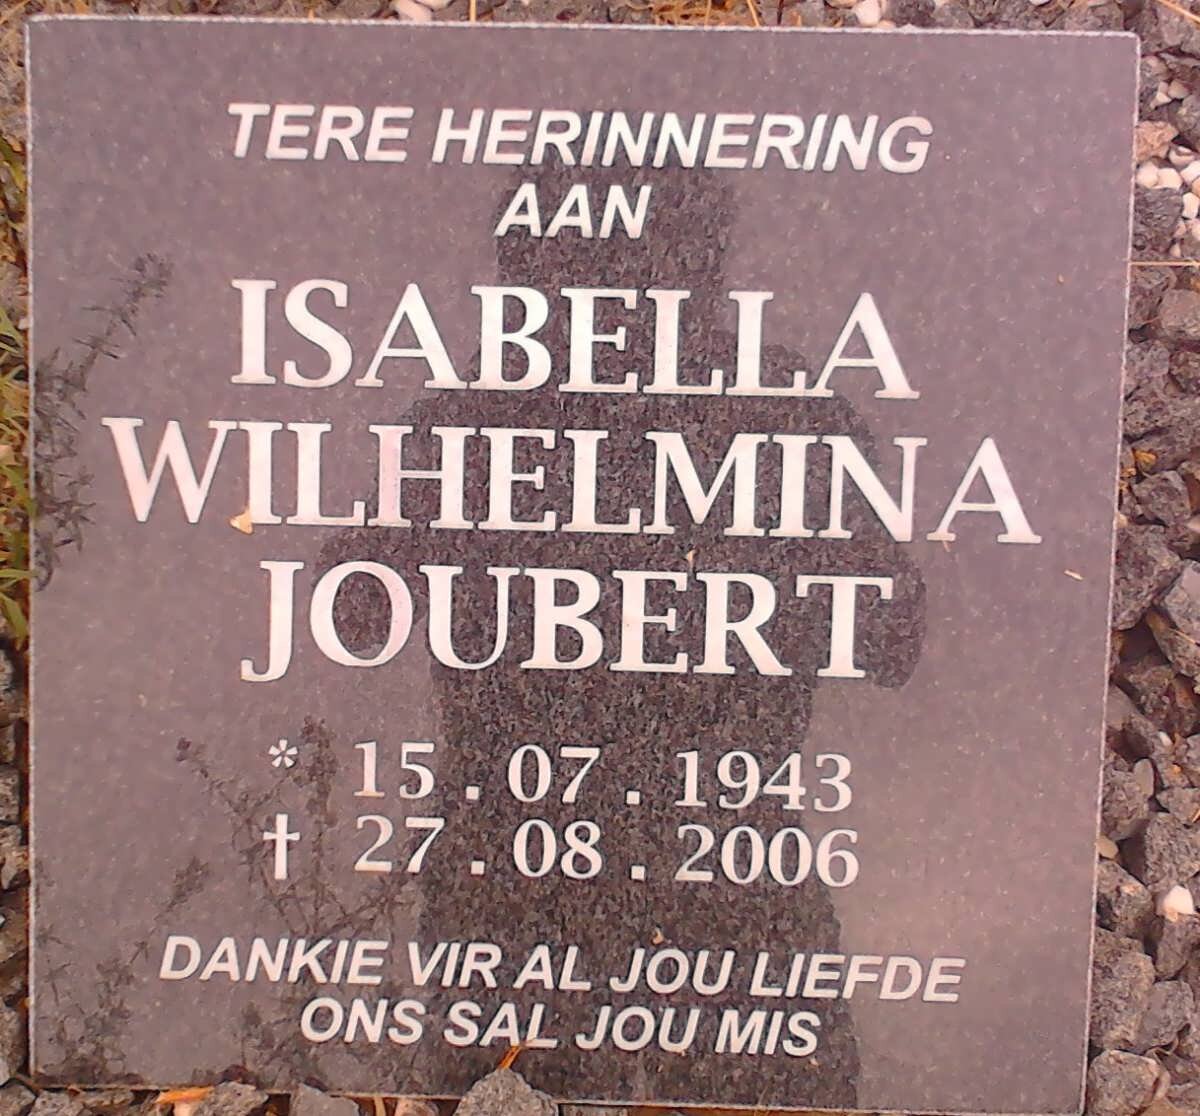 TERE HERINNERING
AAN
ISABELLA
WILHELMINA
JOUBERT
* 15 . 07 . 1943
† 27 . 08 . 2006
DANKIE VIR AL JOU LIEFDE
ONS SAL JOU MIS